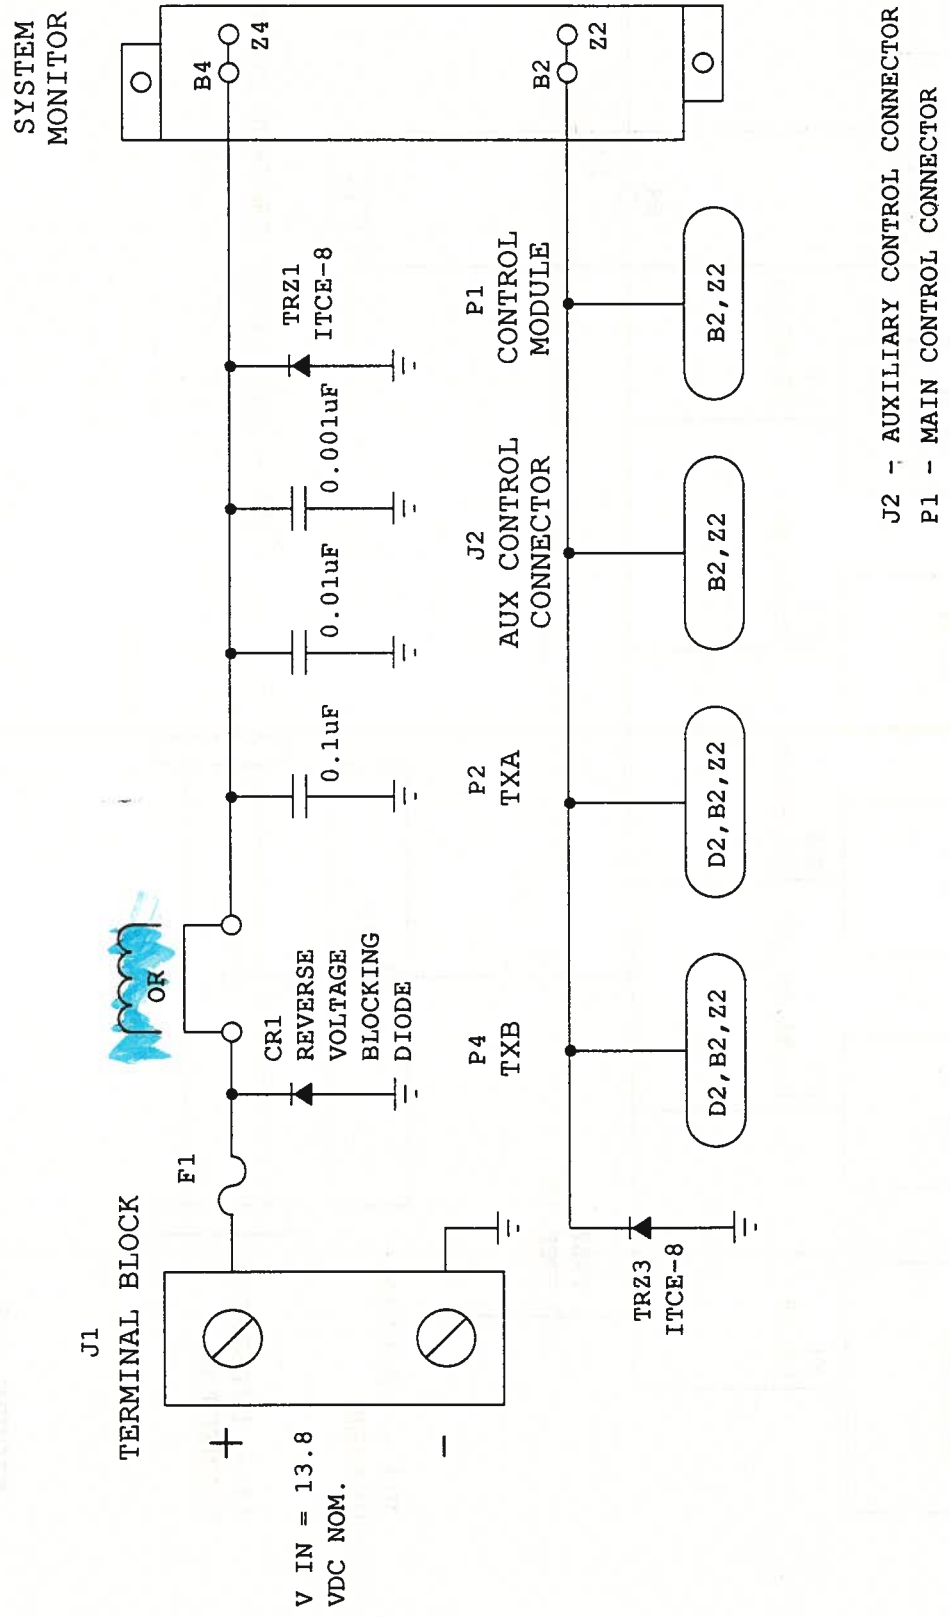 SYSTEM
MONITOR
J1
TERMINAL BLOCK
+
-
V IN = 13.8
VDC NOM.
F1
CR1
REVERSE
VOLTAGE
BLOCKING
DIODE
OR
0.1uF
0.01uF
0.001uF
TRZ1
ITCE-8
B4
Z4
B2
Z2
TRZ3
ITCE-8
P4
TXB
D2,B2,Z2
P2
TXA
D2,B2,Z2
J2
AUX CONTROL
CONNECTOR
B2,Z2
P1
CONTROL
MODULE
B2,Z2
J2 - AUXILIARY CONTROL CONNECTOR
P1 - MAIN CONTROL CONNECTOR